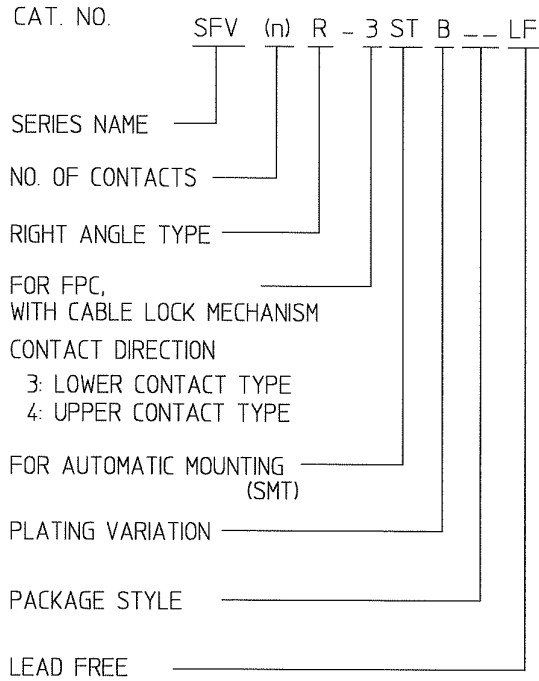 CAT. NO.
SFV (n) R - 3 ST B _ _ LF
SERIES NAME
NO. OF CONTACTS
RIGHT ANGLE TYPE
FOR FPC,
WITH CABLE LOCK MECHANISM
CONTACT DIRECTION
3: LOWER CONTACT TYPE
4: UPPER CONTACT TYPE
FOR AUTOMATIC MOUNTING
(SMT)
PLATING VARIATION
PACKAGE STYLE
LEAD FREE